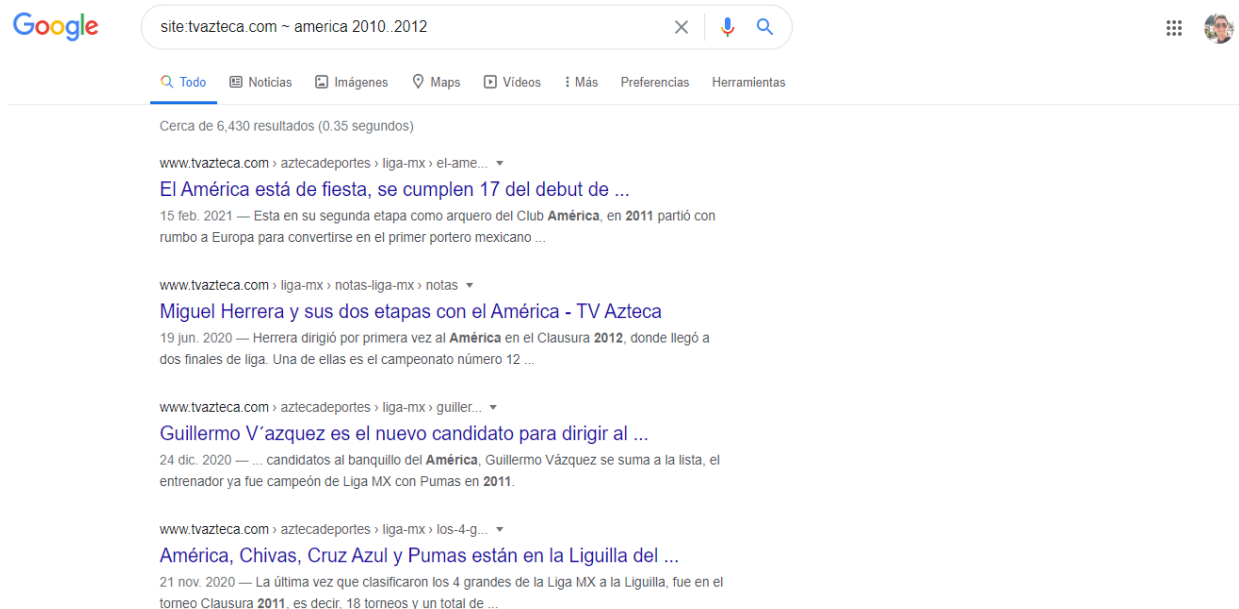 Google
site:tvazteca.com ~ america 2010..2012
Todo Noticias Imágenes Maps Vídeos Más Preferencias Herramientas
Cerca de 6,430 resultados (0.35 segundos)
www.tvazteca.com › aztecadeportes › liga-mx › el-ame...
El América está de fiesta, se cumplen 17 del debut de ...
15 feb. 2021 — Esta en su segunda etapa como arquero del Club América, en 2011 partió con
rumbo a Europa para convertirse en el primer portero mexicano ...
www.tvazteca.com › liga-mx › notas-liga-mx › notas
Miguel Herrera y sus dos etapas con el América - TV Azteca
19 jun. 2020 — Herrera dirigió por primera vez al América en el Clausura 2012, donde llegó a
dos finales de liga. Una de ellas es el campeonato número 12 ...
www.tvazteca.com › aztecadeportes › liga-mx › guiller...
Guillermo V´azquez es el nuevo candidato para dirigir al ...
24 dic. 2020 — ... candidatos al banquillo del América, Guillermo Vázquez se suma a la lista, el
entrenador ya fue campeón de Liga MX con Pumas en 2011.
www.tvazteca.com › aztecadeportes › liga-mx › los-4-g...
América, Chivas, Cruz Azul y Pumas están en la Liguilla del ...
21 nov. 2020 — La última vez que clasificaron los 4 grandes de la Liga MX a la Liguilla, fue en el
torneo Clausura 2011, es decir, 18 torneos y un total de ...